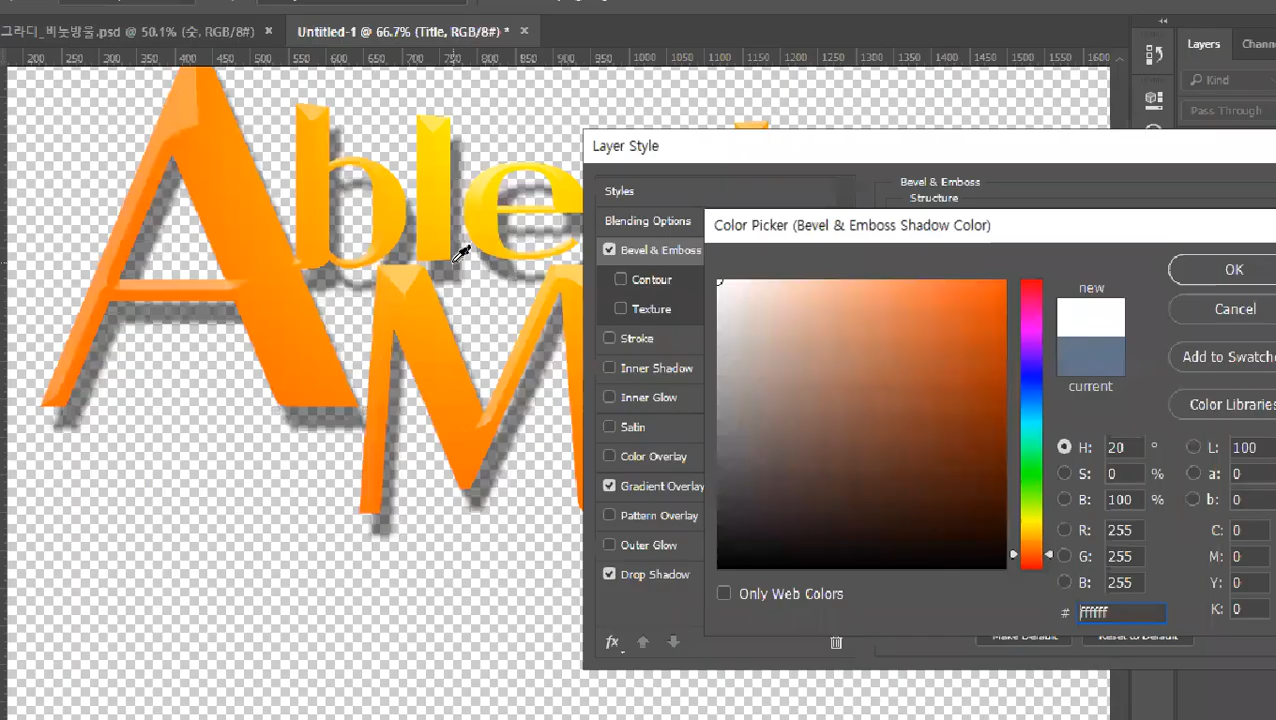 그라디_비눗방울.psd @ 50.1% (숫, RGB/8#) × Untitled-1 @ 66.7% (Title, RGB/8#) * ×
Layers Chann
200 250 300 350 400 450 500 550 600 650 700 750 800 850 900 950 1000 1050 1100 1150 1200 1250 1300 1350 1400 1450 1500 1550 1600
Kind
Pass Through
Able
M
Layer Style
Styles
Blending Options
Bevel & Emboss
Contour
Texture
Stroke
Inner Shadow
Inner Glow
Satin
Color Overlay
Gradient Overlay
Pattern Overlay
Outer Glow
Drop Shadow
fx
Bevel & Emboss
Structure
Color Picker (Bevel & Emboss Shadow Color)
new
current
OK
Cancel
Add to Swatche
Color Libraries
H: 20 °
S: 0 %
B: 100 %
R: 255
G: 255
B: 255
# ffffff
L: 100
a: 0
b: 0
C: 0
M: 0
Y: 0
K: 0
Only Web Colors
Make Default Reset to Default